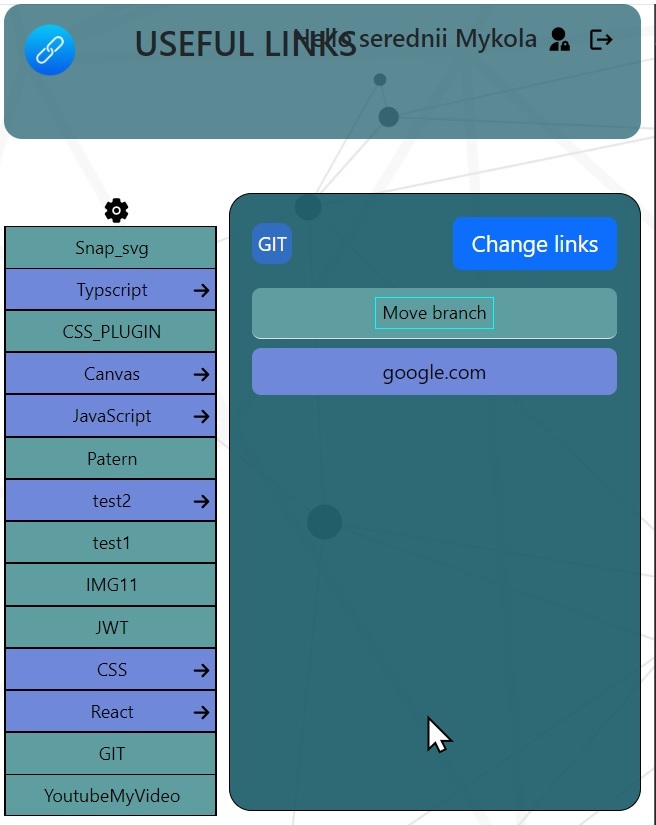 USEFUL LINKS
Hello serednii Mykola
Snap_svg
Typscript
CSS_PLUGIN
Canvas
JavaScript
Patern
test2
test1
IMG11
JWT
CSS
React
GIT
YoutubeMyVideo
GIT
Change links
Move branch
google.com